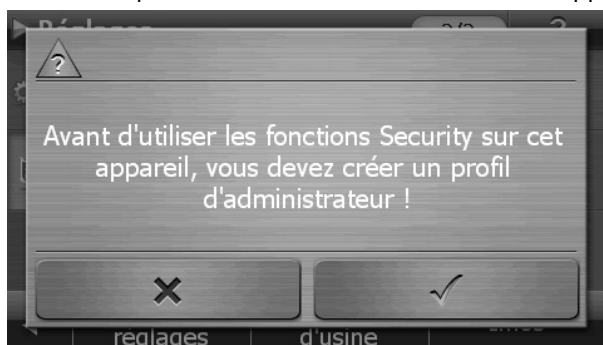 Réglages
2/2
?
?
Avant d'utiliser les fonctions Security sur cet
appareil, vous devez créer un profil
d'administrateur !
réglages
d'usine